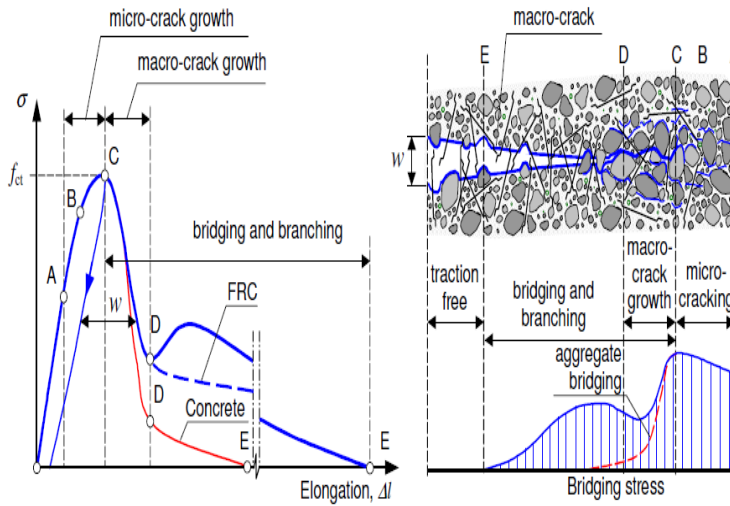 micro-crack growth
macro-crack growth
σ
f_ct
C
B
A
bridging and branching
w
FRC
D
D
Concrete
E
E
Elongation, Δl
macro-crack
E
D
C
B
w
traction
free
bridging and
branching
macro-
crack
growth
micro-
cracking
aggregate
bridging
Bridging stress